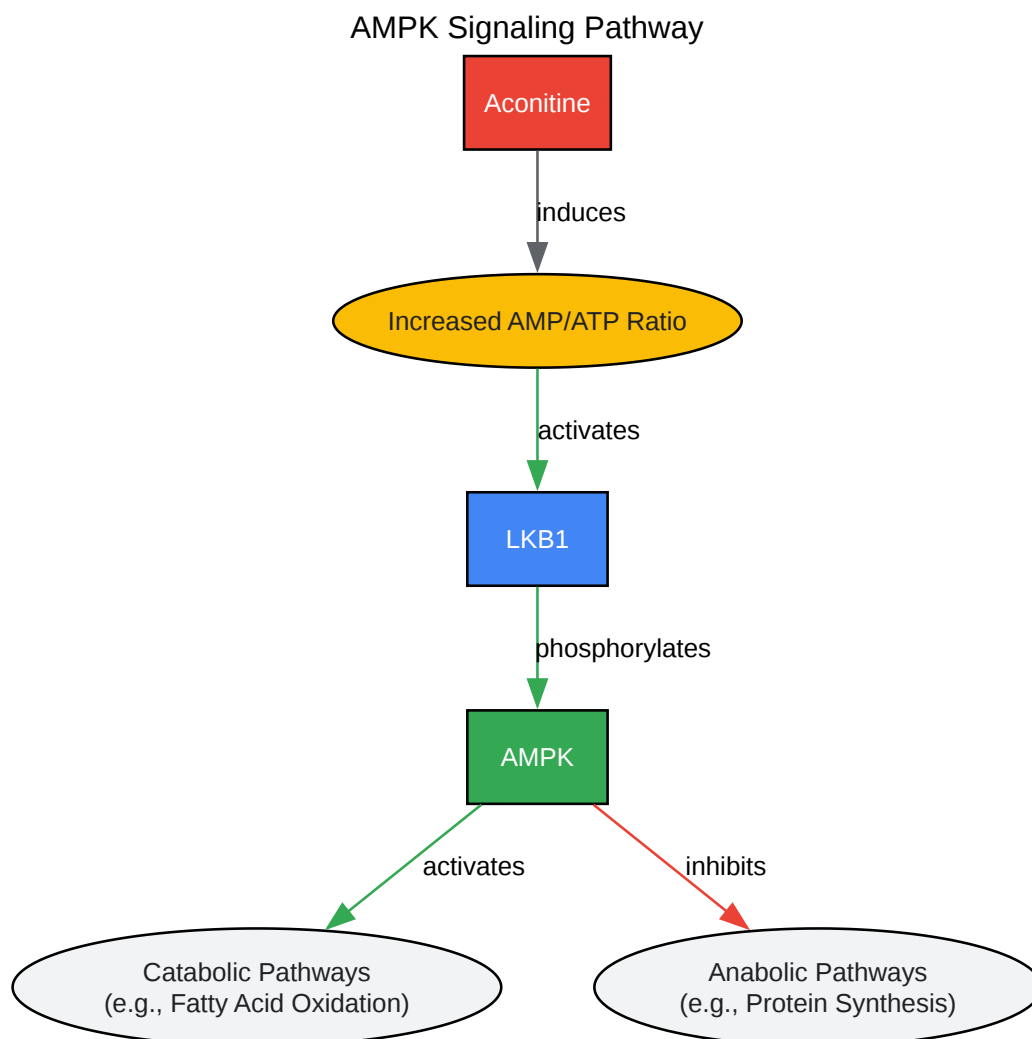 AMPK Signaling Pathway
Aconitine
induces
Increased AMP/ATP Ratio
activates
LKB1
phosphorylates
AMPK
activates
inhibits
Catabolic Pathways
(e.g., Fatty Acid Oxidation)
Anabolic Pathways
(e.g., Protein Synthesis)